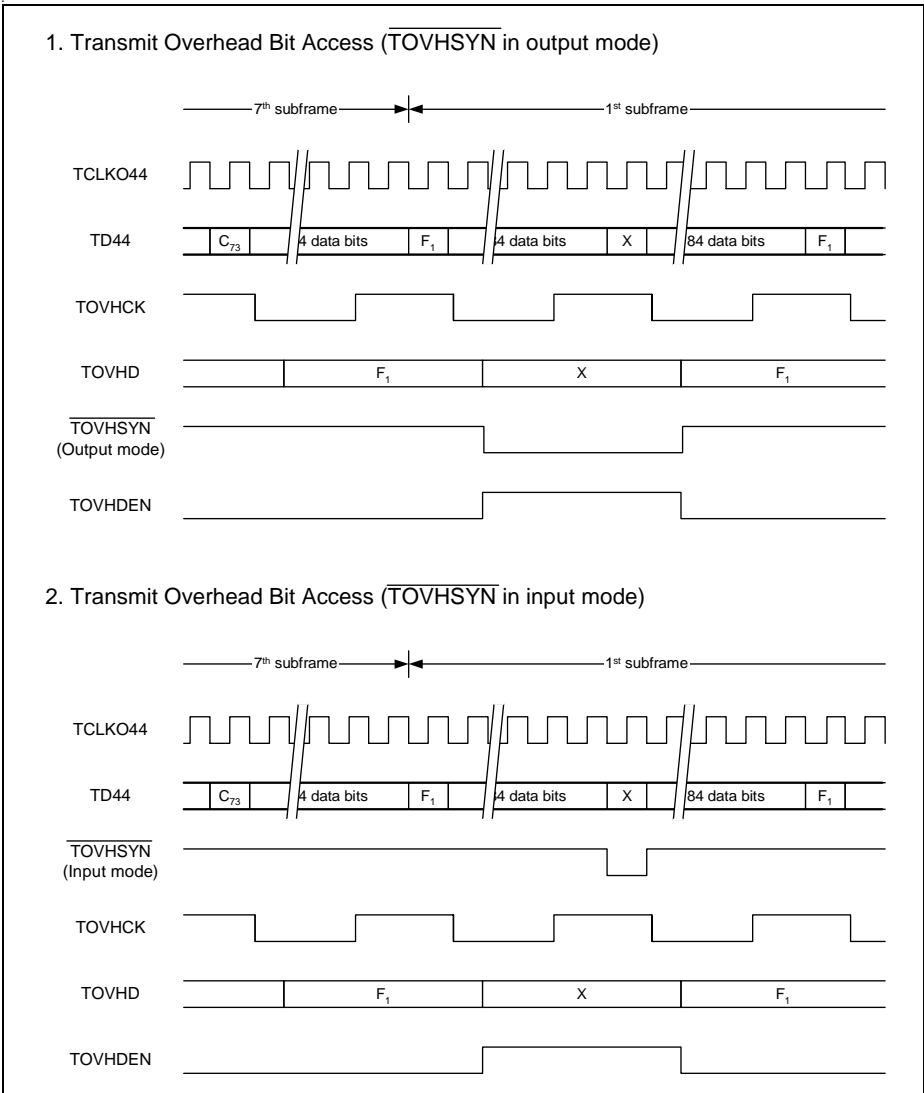 1. Transmit Overhead Bit Access (TOVHSYN in output mode)
7th subframe
1st subframe
TCLKO44
TD44
C73
4 data bits
F1
4 data bits
X
84 data bits
F1
TOVHCK
TOVHD
F1
X
F1
TOVHSYN
(Output mode)
TOVHDEN
2. Transmit Overhead Bit Access (TOVHSYN in input mode)
7th subframe
1st subframe
TCLKO44
TD44
C73
4 data bits
F1
4 data bits
X
84 data bits
F1
TOVHSYN
(Input mode)
TOVHCK
TOVHD
F1
X
F1
TOVHDEN